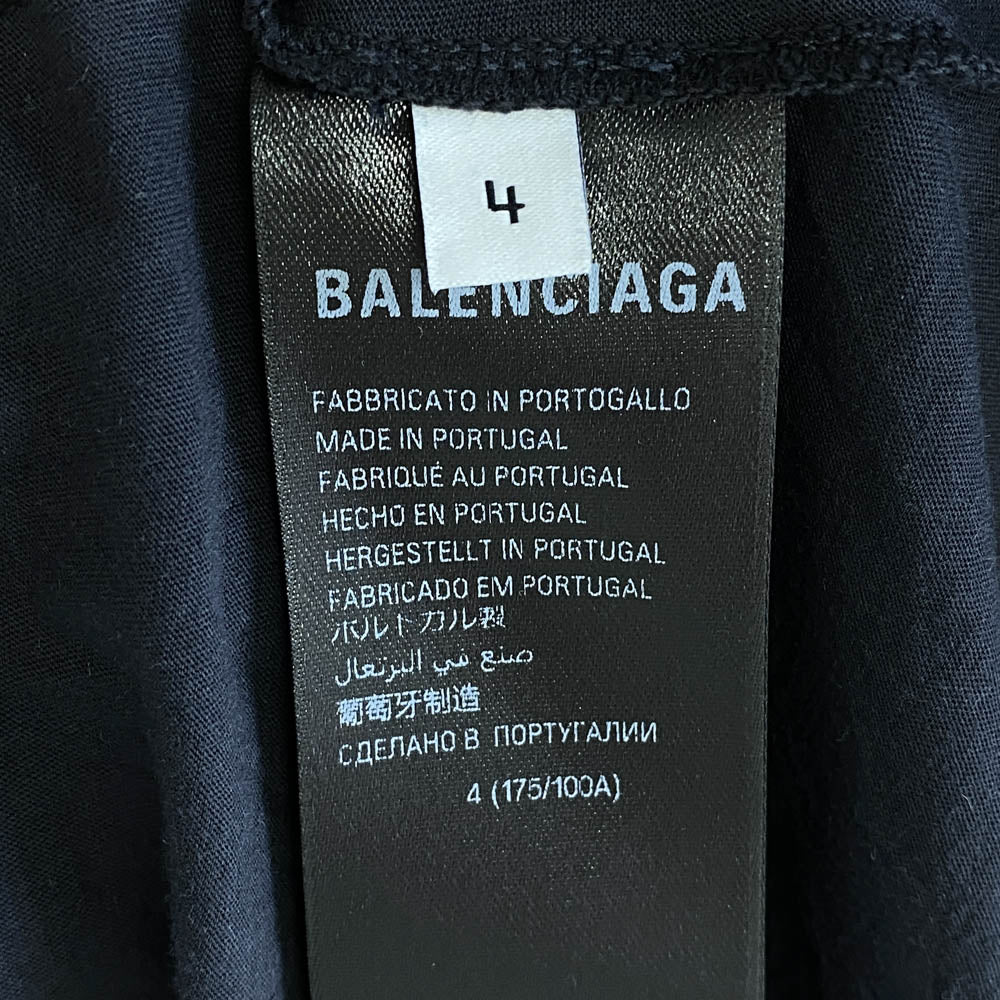 4
BALENCIAGA
FABBRICATO IN PORTOGALLO
MADE IN PORTUGAL
FABRIQUÉ AU PORTUGAL
HECHO EN PORTUGAL
HERGESTELLT IN PORTUGAL
FABRICADO EM PORTUGAL
ポルトガル製
صنع في البرتغال
葡萄牙制造
СДЕЛАНО В ПОРТУГАЛИИ
4 (175/100A)